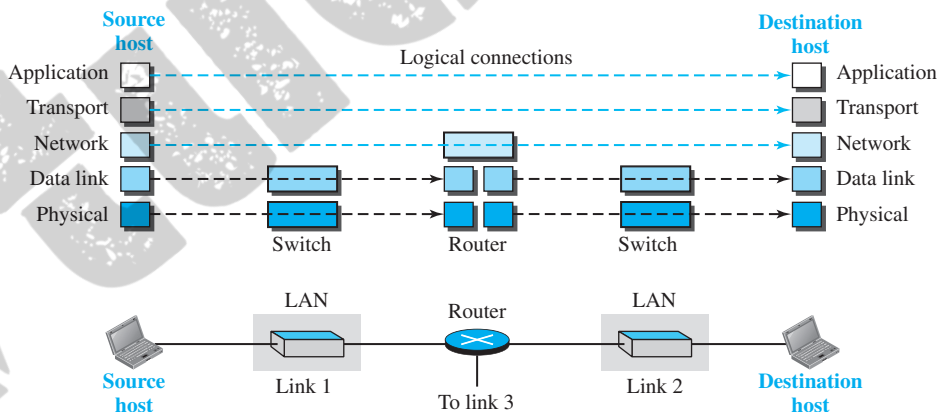 Source
host
Destination
host
Logical connections
Application
Application
Transport
Transport
Network
Network
Data link
Data link
Physical
Physical
Switch
Router
Switch
LAN
Router
LAN
Source
host
Link 1
To link 3
Link 2
Destination
host